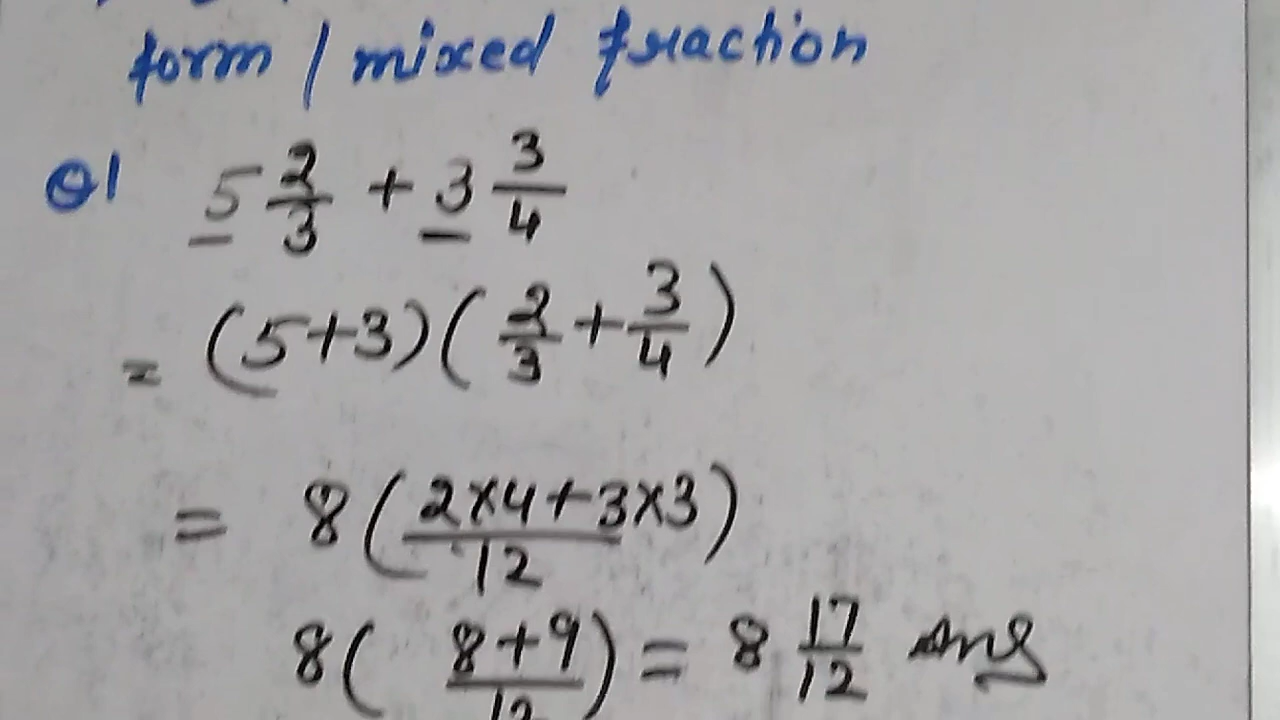 form / mixed fraction
Q1 5 2/3 + 3 3/4
= (5+3) ( 2/3 + 3/4 )
= 8 ( 2×4+3×3 / 12 )
8 ( 8+9 / 12 ) = 8 17/12 Ans